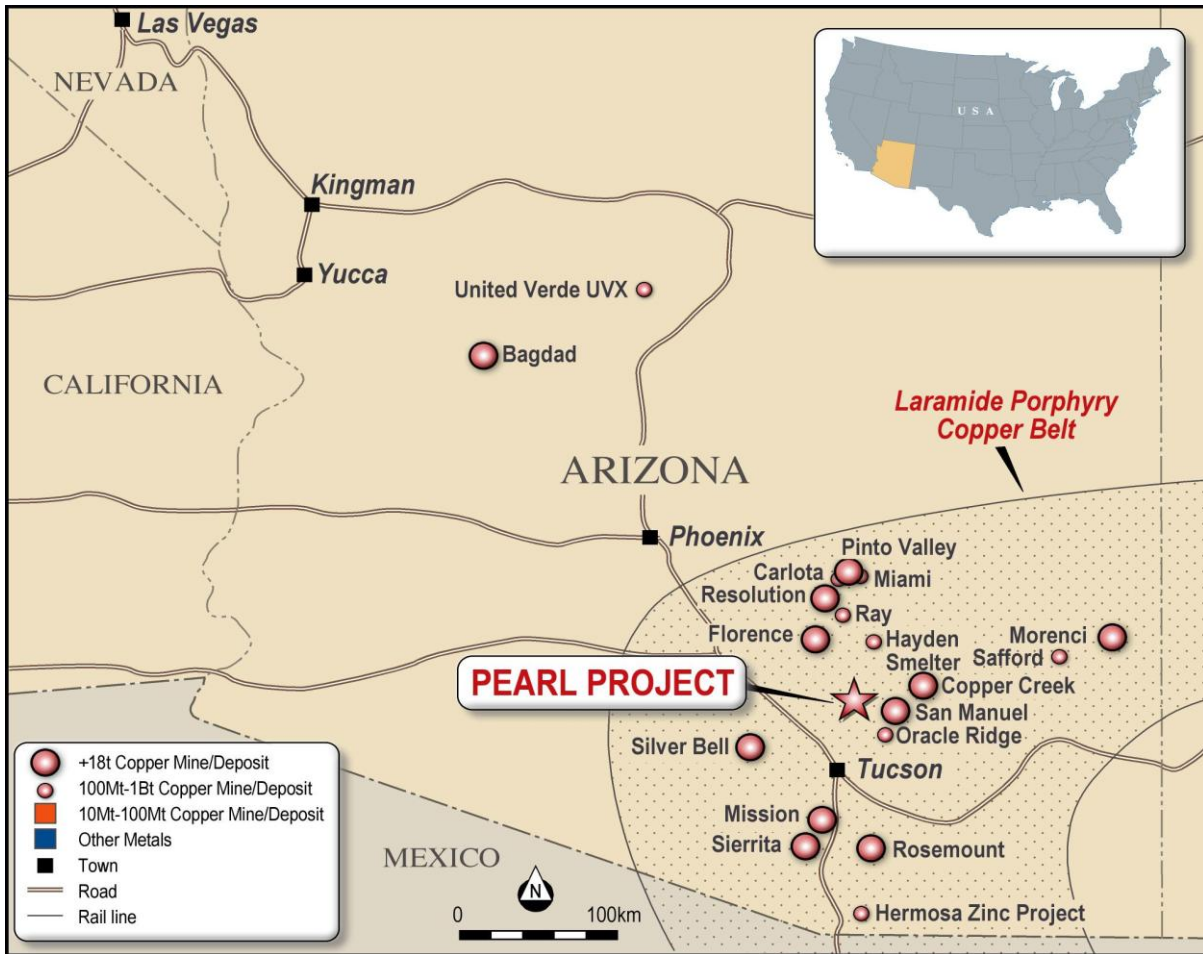 Las Vegas
NEVADA
USA
Kingman
Yucca
United Verde UVX
Bagdad
CALIFORNIA
Laramide Porphyry
Copper Belt
ARIZONA
Phoenix
Pinto Valley
Carlota
Miami
Resolution
Ray
Florence
Hayden
Smelter
Morenci
Safford
PEARL PROJECT
Copper Creek
San Manuel
Oracle Ridge
Silver Bell
Tucson
Mission
Sierrita
Rosemount
MEXICO
Hermosa Zinc Project
+18t Copper Mine/Deposit
100Mt-1Bt Copper Mine/Deposit
10Mt-100Mt Copper Mine/Deposit
Other Metals
Town
Road
Rail line
N
0 100km